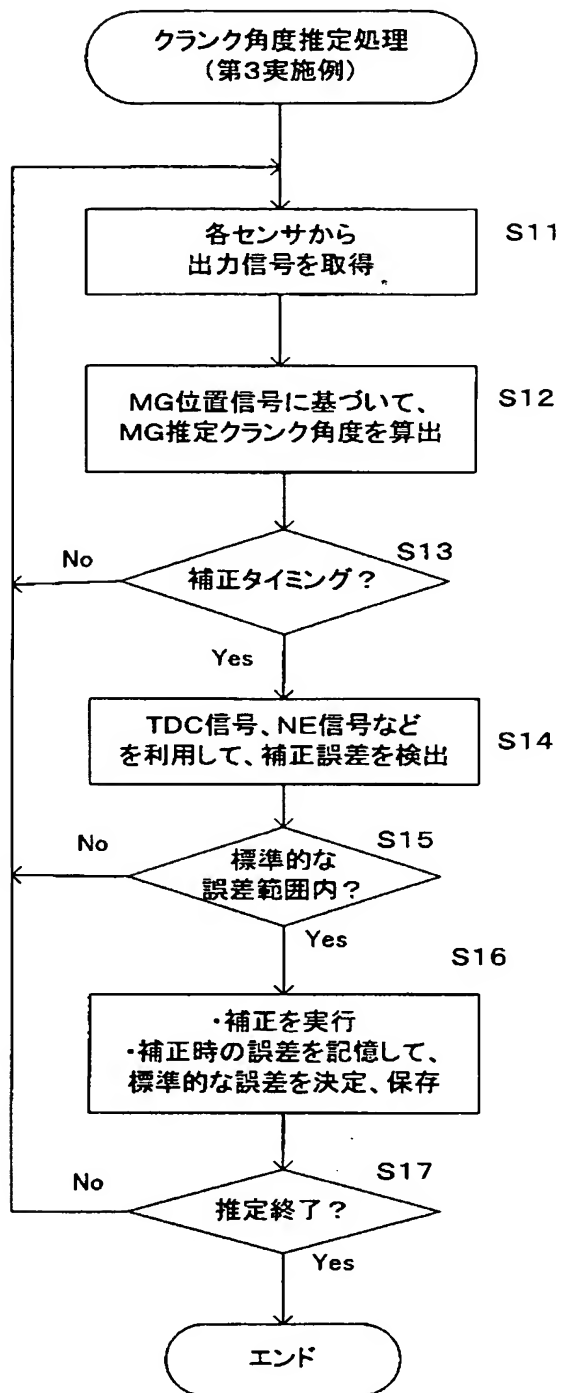 クランク角度推定処理
(第3実施例)
各センサから
出力信号を取得
S11
MG位置信号に基づいて、
MG推定クランク角度を算出
S12
No
S13
補正タイミング?
Yes
TDC信号、NE信号など
を利用して、補正誤差を検出
S14
No
S15
標準的な
誤差範囲内?
Yes
S16
・補正を実行
・補正時の誤差を記憶して、
標準的な誤差を決定、保存
No
S17
推定終了?
Yes
エンド